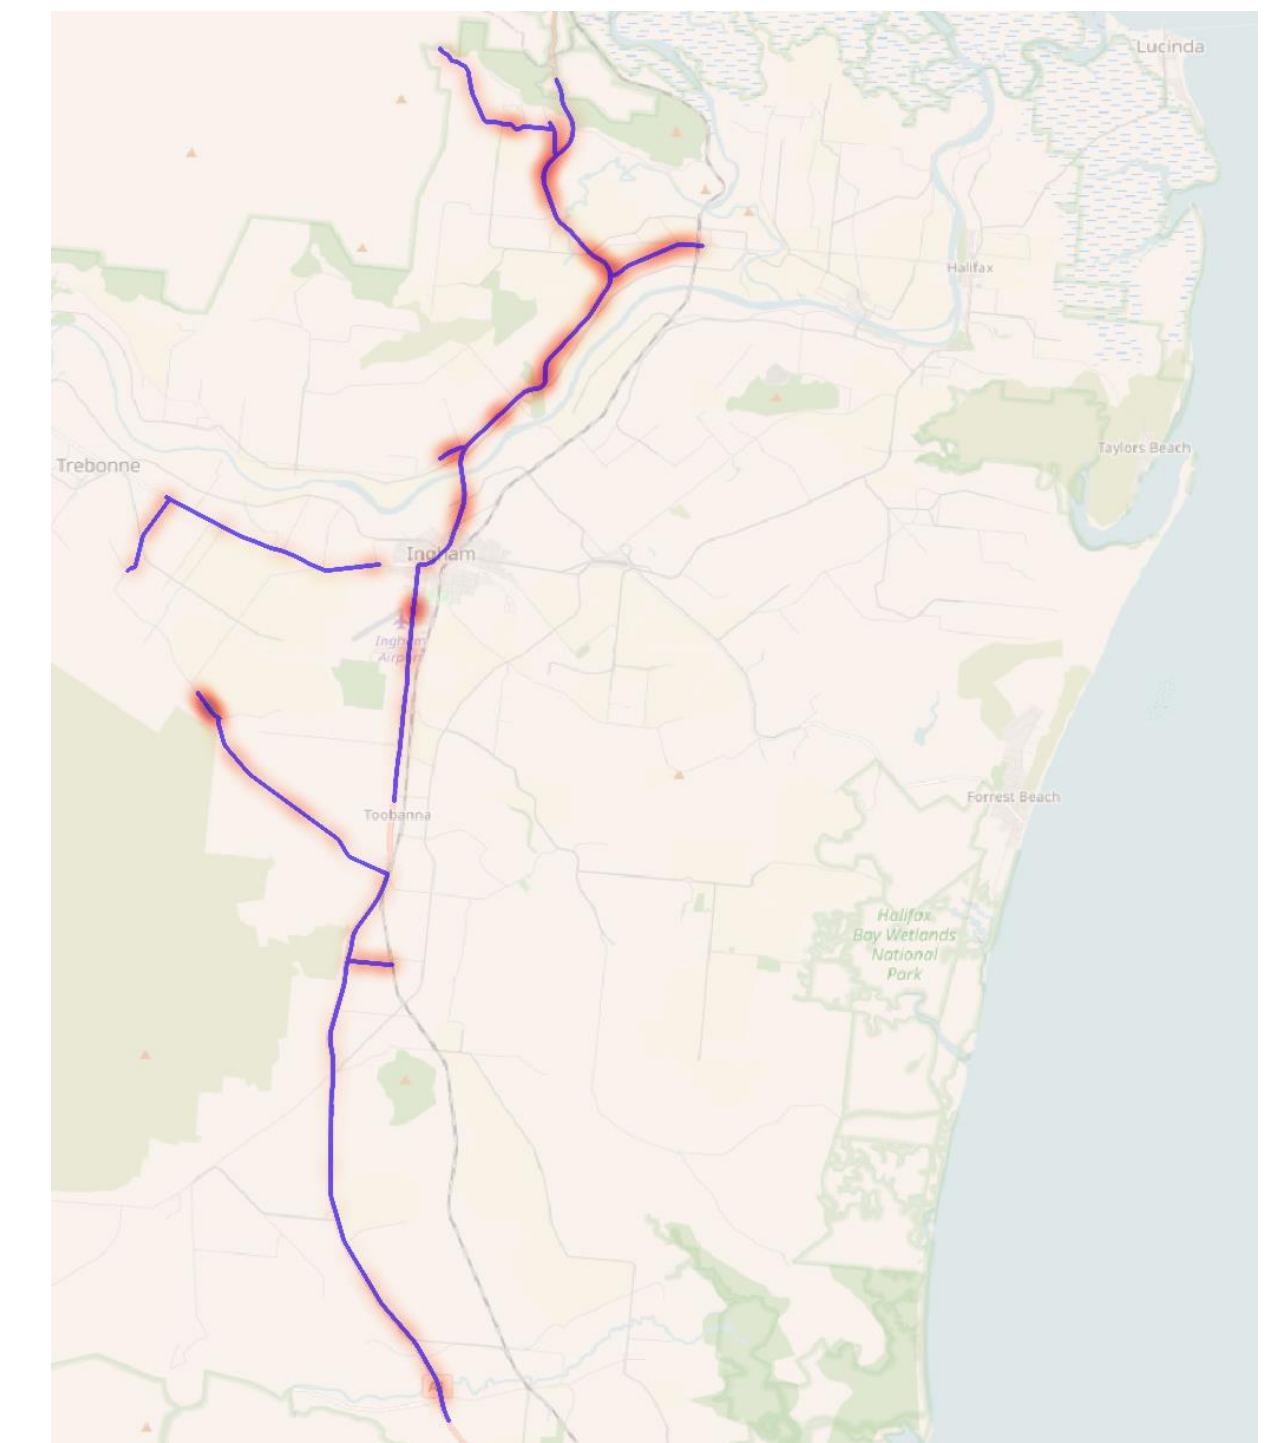 Lucinda
Halifax
Taylors Beach
Trebonne
Ingham
Ingham
Airport
Forrest Beach
Toobanna
Halifax
Bay Wetlands
National
Park